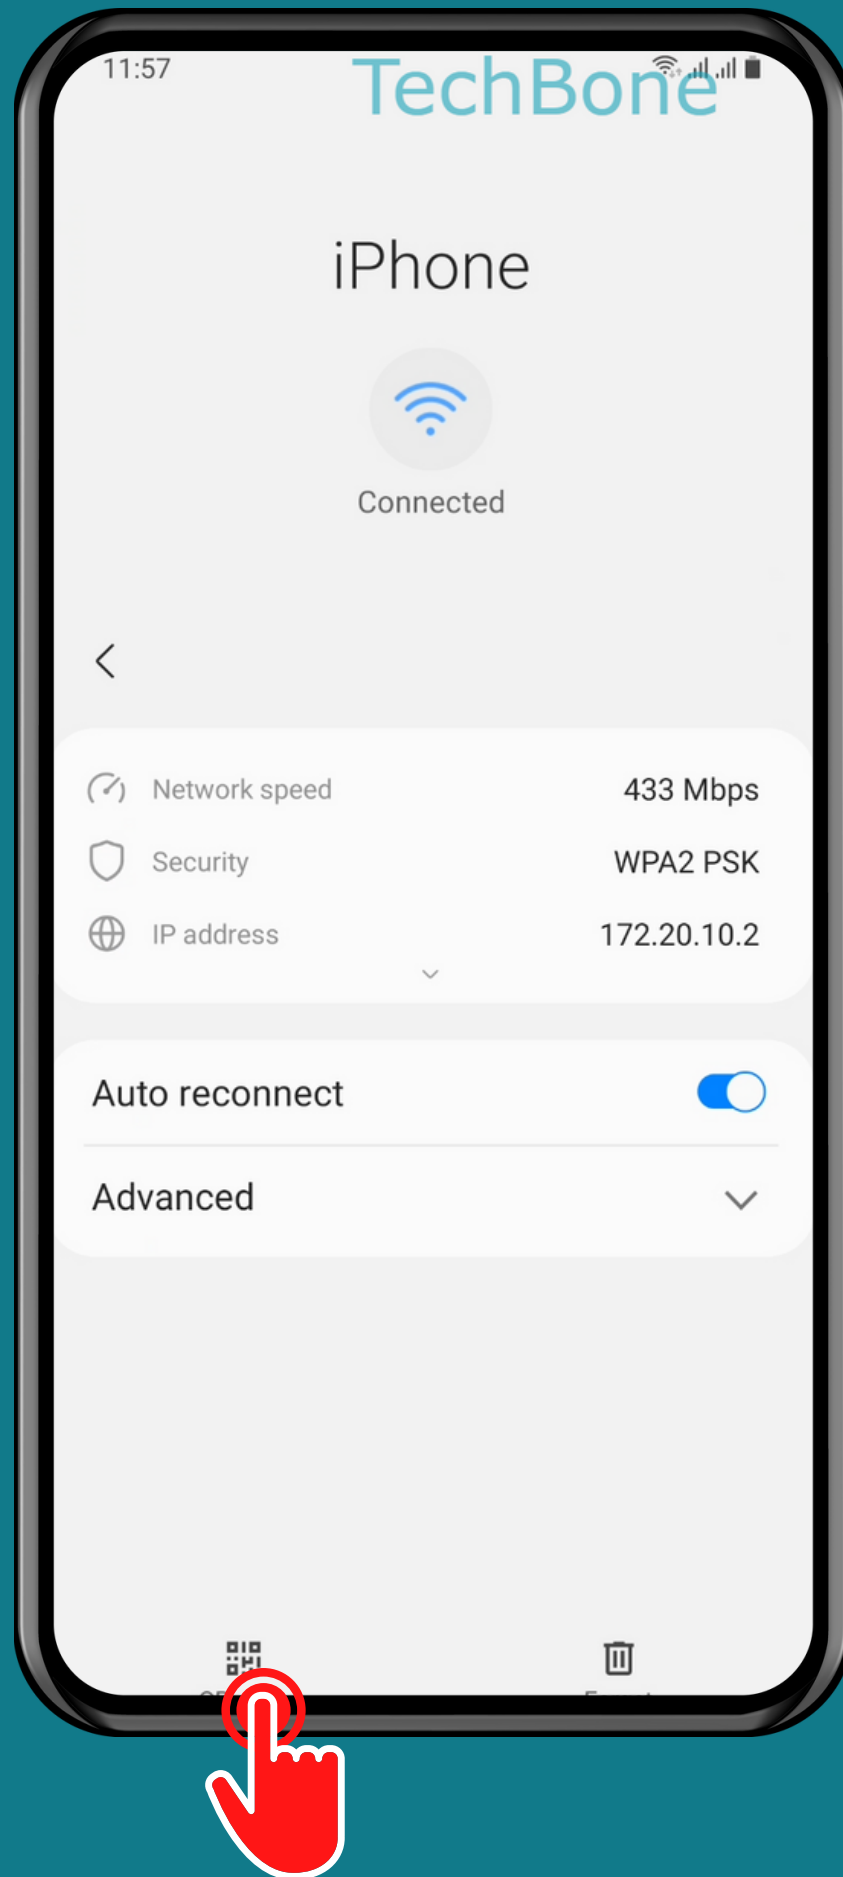 11:57
TechBone
iPhone
Connected
Network speed 433 Mbps
Security WPA2 PSK
IP address 172.20.10.2
Auto reconnect
Advanced